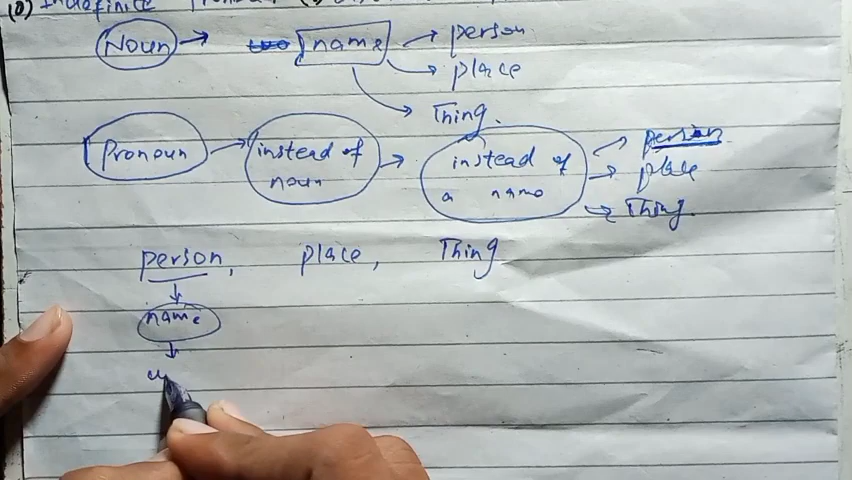 (D) Indefinite Pronoun
Noun → name → person
→ place
→ Thing.
Pronoun → instead of noun → instead of a name → person
→ place
→ Thing.
person, place, Thing
↓
name
↓